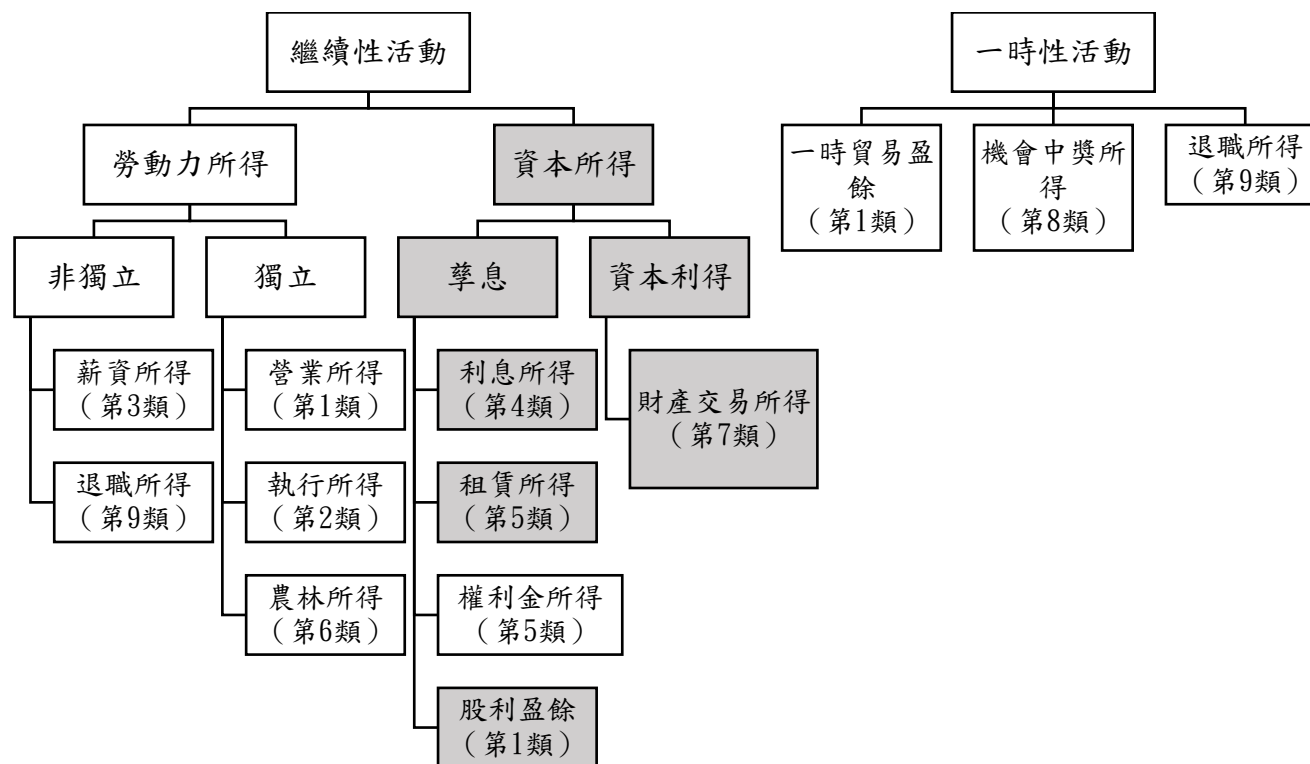 繼續性活動
一時性活動
勞動力所得
資本所得
一時貿易盈
餘
(第1類)
機會中獎所
得
(第8類)
退職所得
(第9類)
非獨立
獨立
孳息
資本利得
薪資所得
(第3類)
營業所得
(第1類)
利息所得
(第4類)
財產交易所得
(第7類)
退職所得
(第9類)
執行所得
(第2類)
租賃所得
(第5類)
農林所得
(第6類)
權利金所得
(第5類)
股利盈餘
(第1類)